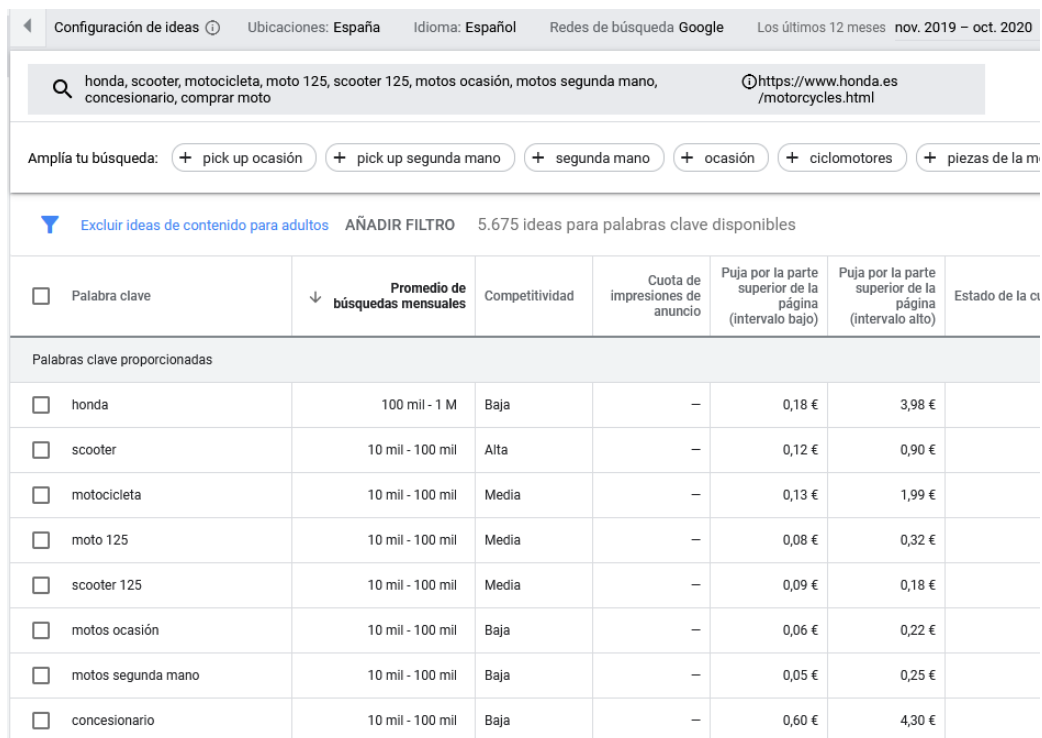 Configuración de ideas Ubicaciones: España Idioma: Español Redes de búsqueda Google Los últimos 12 meses nov. 2019 – oct. 2020
honda, scooter, motocicleta, moto 125, scooter 125, motos ocasión, motos segunda mano,
concesionario, comprar moto
https://www.honda.es
/motorcycles.html
Amplía tu búsqueda: + pick up ocasión + pick up segunda mano + segunda mano + ocasión + ciclomotores + piezas de la
Excluir ideas de contenido para adultos AÑADIR FILTRO 5.675 ideas para palabras clave disponibles
Palabra clave
Promedio de
búsquedas mensuales
Competitividad
Cuota de
impresiones de
anuncio
Puja por la parte
superior de la
página
(intervalo bajo)
Puja por la parte
superior de la
página
(intervalo alto)
Estado de la
Palabras clave proporcionadas
honda 100 mil - 1 M Baja – 0,18 € 3,98 €
scooter 10 mil - 100 mil Alta – 0,12 € 0,90 €
motocicleta 10 mil - 100 mil Media – 0,13 € 1,99 €
moto 125 10 mil - 100 mil Media – 0,08 € 0,32 €
scooter 125 10 mil - 100 mil Media – 0,09 € 0,18 €
motos ocasión 10 mil - 100 mil Baja – 0,06 € 0,22 €
motos segunda mano 10 mil - 100 mil Baja – 0,05 € 0,25 €
concesionario 10 mil - 100 mil Baja – 0,60 € 4,30 €